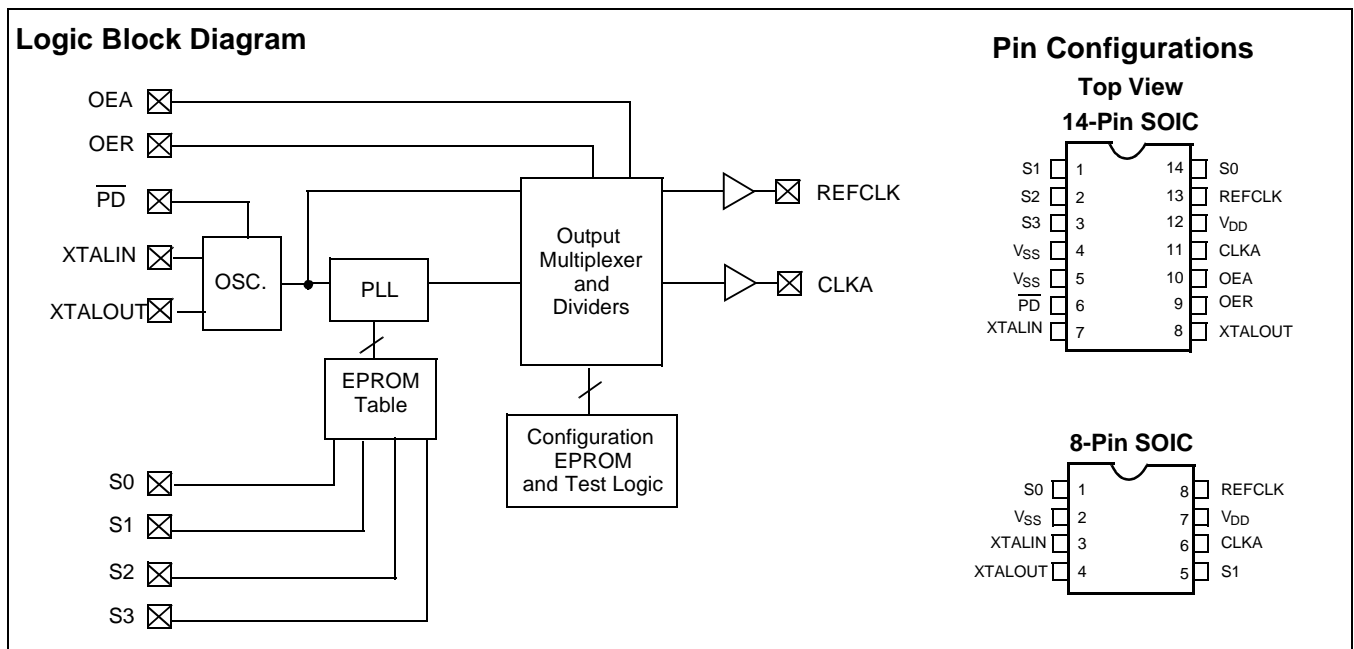 Logic Block Diagram
OEA
OER
PD
XTALIN
XTALOUT
OSC.
PLL
EPROM
Table
Output
Multiplexer
and
Dividers
Configuration
EPROM
and Test Logic
REFCLK
CLKA
S0
S1
S2
S3
Pin Configurations
Top View
14-Pin SOIC
S1 1 14 S0
S2 2 13 REFCLK
S3 3 12 VDD
VSS 4 11 CLKA
VSS 5 10 OEA
PD 6 9 OER
XTALIN 7 8 XTALOUT
8-Pin SOIC
S0 1 8 REFCLK
VSS 2 7 VDD
XTALIN 3 6 CLKA
XTALOUT 4 5 S1